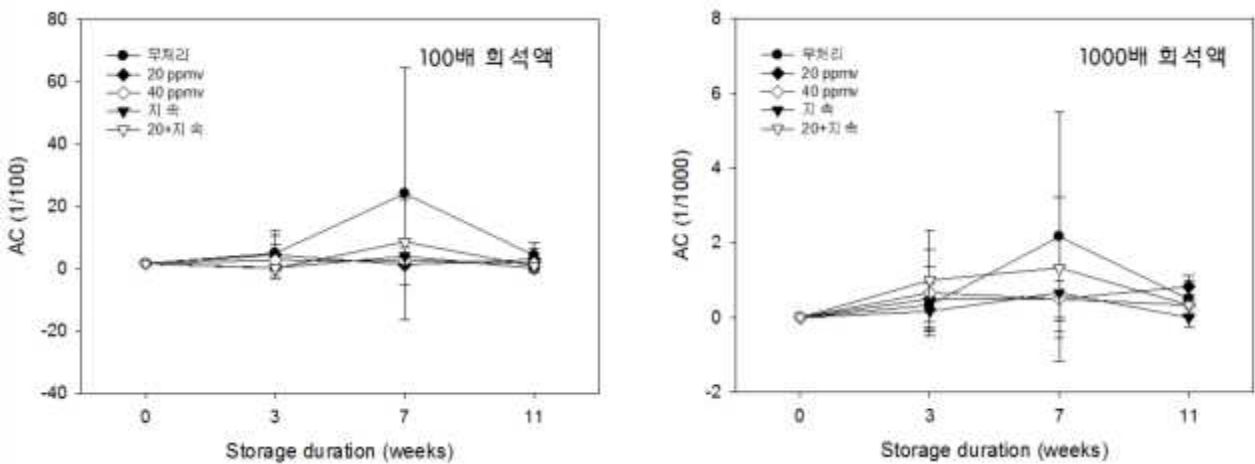 80
60
40
20
0
-20
-40
AC (1/100)
무처리
20 ppmv
40 ppmv
지속
20+지속
100배 희석액
0 3 7 11
Storage duration (weeks)
8
6
4
2
0
-2
AC (1/1000)
무처리
20 ppmv
40 ppmv
지속
20+지속
1000배 희석액
0 3 7 11
Storage duration (weeks)